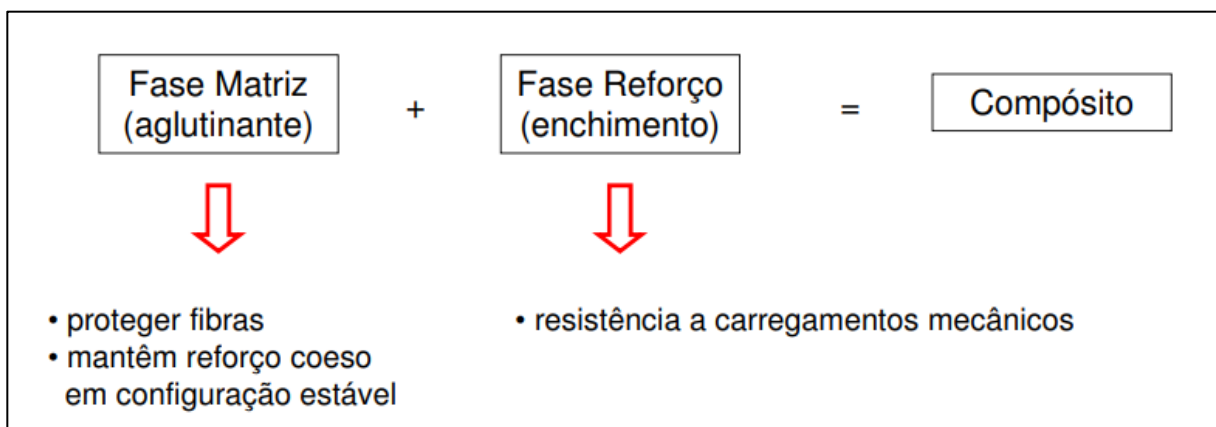 Fase Matriz
(aglutinante)
+
Fase Reforço
(enchimento)
=
Compósito
• proteger fibras
• mantêm reforço coeso
em configuração estável
• resistência a carregamentos mecânicos